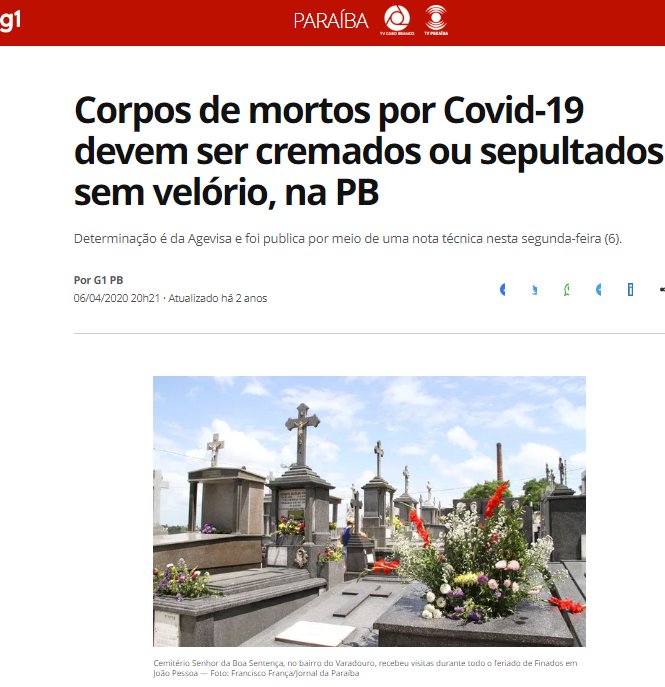 g1
PARAÍBA
TV CABO BRANCO
TV PARAÍBA
Corpos de mortos por Covid-19
devem ser cremados ou sepultados
sem velório, na PB
Determinação é da Agevisa e foi publica por meio de uma nota técnica nesta segunda-feira (6).
Por G1 PB
06/04/2020 20h21 · Atualizado há 2 anos
Cemitério Senhor da Boa Sentença, no bairro do Varadouro, recebeu visitas durante todo o feriado de Finados em
João Pessoa — Foto: Francisco França/Jornal da Paraíba